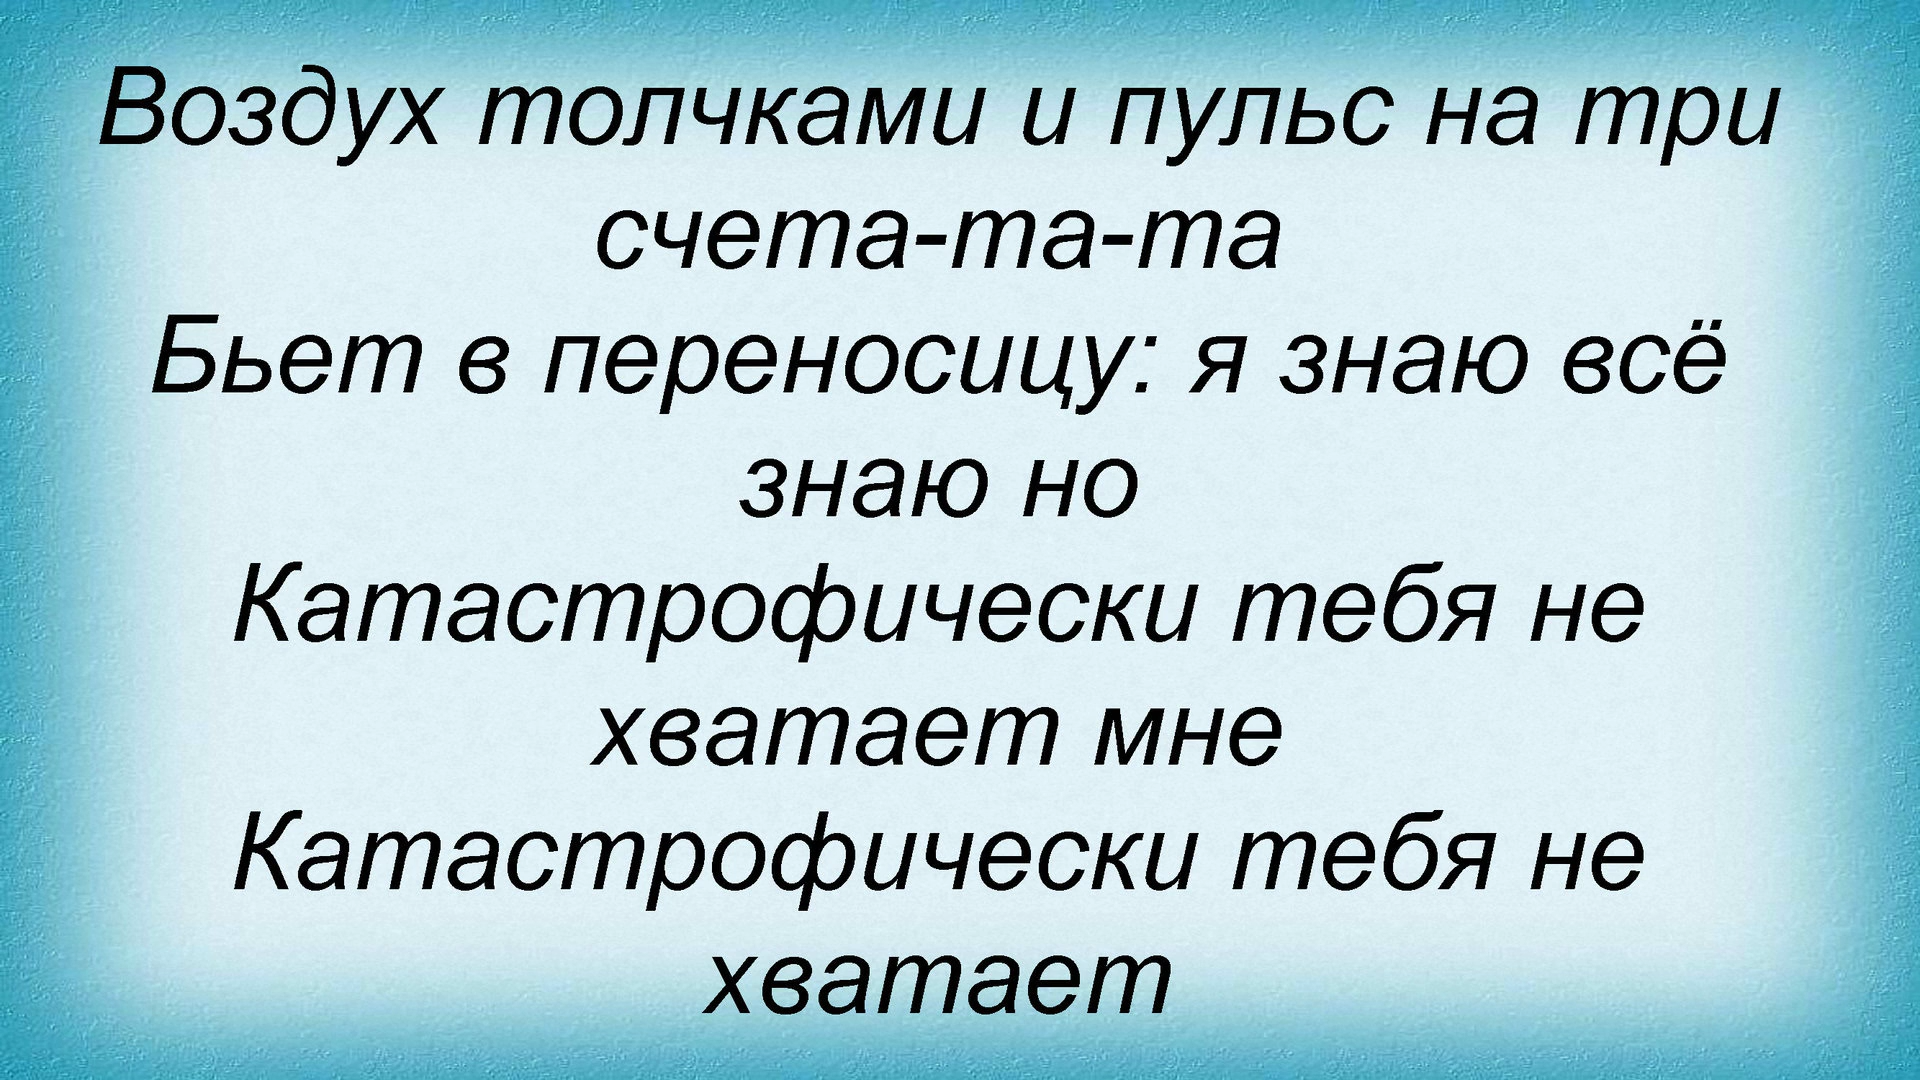 Воздух толчками и пульс на три
счета-та-та
Бьет в переносицу: я знаю всё
знаю но
Катастрофически тебя не
хватает мне
Катастрофически тебя не
хватает